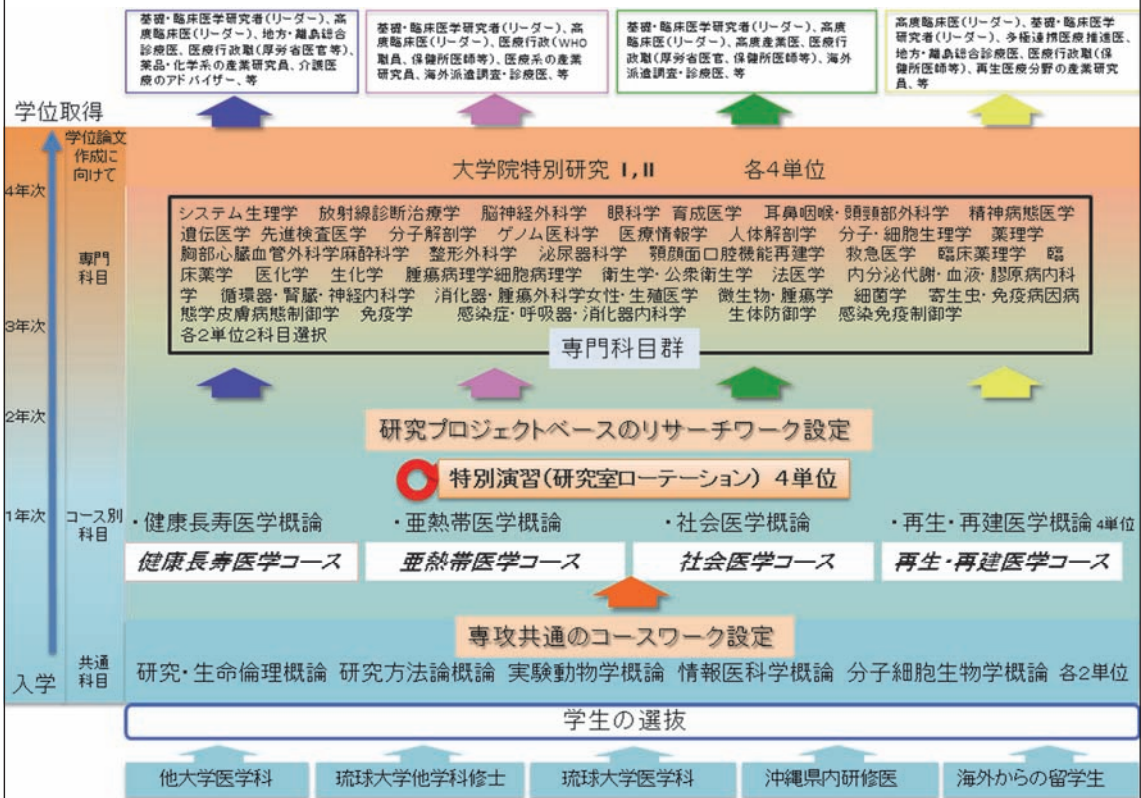 基礎・臨床医学研究者(リーダー)、高
度臨床医(リーダー)、地方・離島総合
診療医、医療行政職(厚労省医官等)、
薬品・化学系の産業研究員、介護医
療のアドバイザー、等
基礎・臨床医学研究者(リーダー)、高
度臨床医(リーダー)、医療行政(WHO
職員、保健所医師等)、医療系の産業
研究員、海外派遣調査・診療医、等
基礎・臨床医学研究者(リーダー)、高度
臨床医(リーダー)、高度産業医、医療行
政職(厚労省医官、保健所医師等)、海外
派遣調査・診療医、等
高度臨床医(リーダー)、基礎・臨床医学
研究者(リーダー)、多極連携医療推進医、
地方・離島総合診療医、医療行政職(保
健所医師等)、再生医療分野の産業研究
員、等
学位取得
学位論文
作成に
向けて
大学院特別研究 I,II 各4単位
4年次
システム生理学 放射線診断治療学 脳神経外科学 眼科学 育成医学 耳鼻咽喉・頭頸部外科学 精神病態医学
遺伝医学 先進検査医学 分子解剖学 ゲノム医科学 医療情報学 人体解剖学 分子・細胞生理学 薬理学
胸部心臓血管外科学麻酔科学 整形外科学 泌尿器科学 顎顔面口腔機能再建学 救急医学 臨床薬理学 臨
床薬学 医化学 生化学 腫瘍病理学細胞病理学 衛生学・公衆衛生学 法医学 内分泌代謝・血液・膠原病内科
学 循環器・腎臓・神経内科学 消化器・腫瘍外科学女性・生殖医学 微生物・腫瘍学 細菌学 寄生虫・免疫病因病
態学皮膚病態制御学 免疫学 感染症・呼吸器・消化器内科学 生体防御学 感染免疫制御学
各2単位2科目選択
専門
科目
3年次
専門科目群
2年次
研究プロジェクトベースのリサーチワーク設定
特別演習(研究室ローテーション) 4単位
1年次
コース別
科目
・健康長寿医学概論 ・亜熱帯医学概論 ・社会医学概論 ・再生・再建医学概論 4単位
健康長寿医学コース 亜熱帯医学コース 社会医学コース 再生・再建医学コース
専攻共通のコースワーク設定
入学
共通
科目
研究・生命倫理概論 研究方法論概論 実験動物学概論 情報医科学概論 分子細胞生物学概論 各2単位
学生の選抜
他大学医学科 琉球大学他学科修士 琉球大学医学科 沖縄県内研修医 海外からの留学生